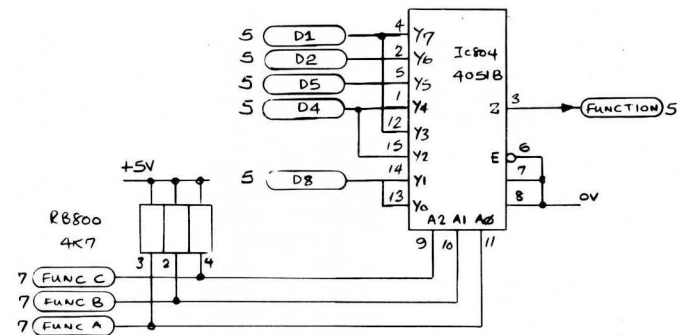 5 D1 4 Y7
5 D2 2 Y6
5 D5 5 Y5
5 D4 1 Y4
12 Y3
15 Y2
5 D8 14 Y1
13 Y0
IC804
4051B
Z 3 FUNCTION 5
E 6
7
8 0V
A2 A1 A0
9 10 11
+5V
RB800
4K7
3 2 4
7 FUNC C
7 FUNC B
7 FUNC A